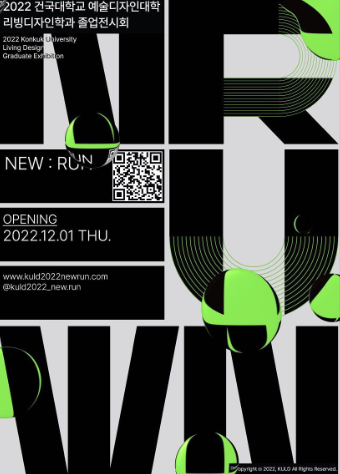 2022 건국대학교 예술디자인대학
리빙디자인학과 졸업전시회
2022 Konkuk University
Living Design
Graduate Exhibition
NEW : RUN
OPENING
2022.12.01 THU.
www.kuld2022newrun.com
@kuld2022_new.run
Copyright © 2022, KULD All Rights Reserved.